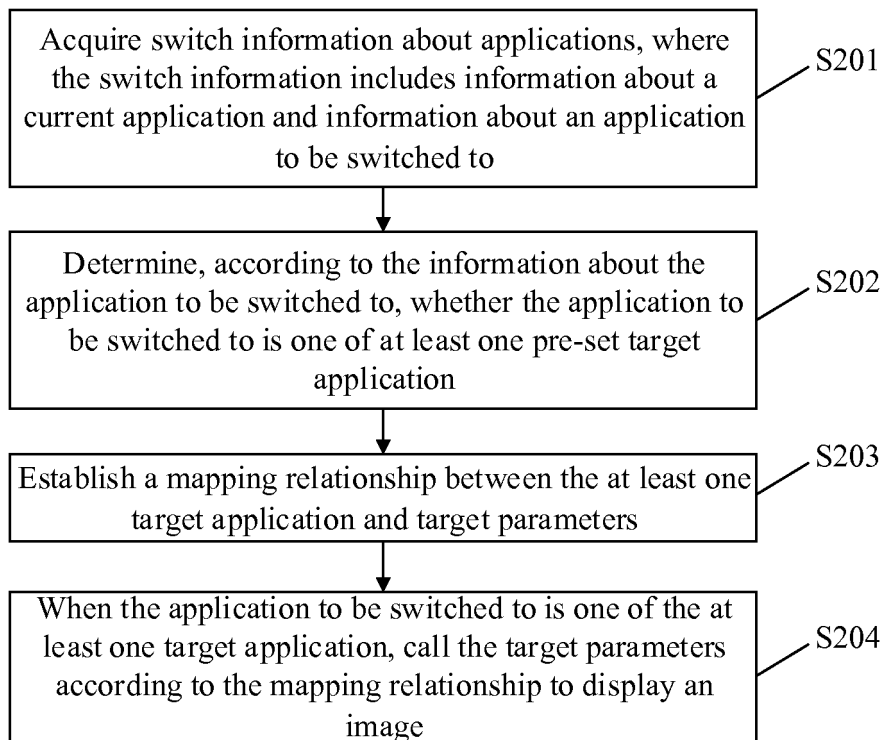 Acquire switch information about applications, where
the switch information includes information about a
current application and information about an application
to be switched to
S201
Determine, according to the information about the
application to be switched to, whether the application to
be switched to is one of at least one pre-set target
application
S202
Establish a mapping relationship between the at least one
target application and target parameters
S203
When the application to be switched to is one of the at
least one target application, call the target parameters
according to the mapping relationship to display an
image
S204